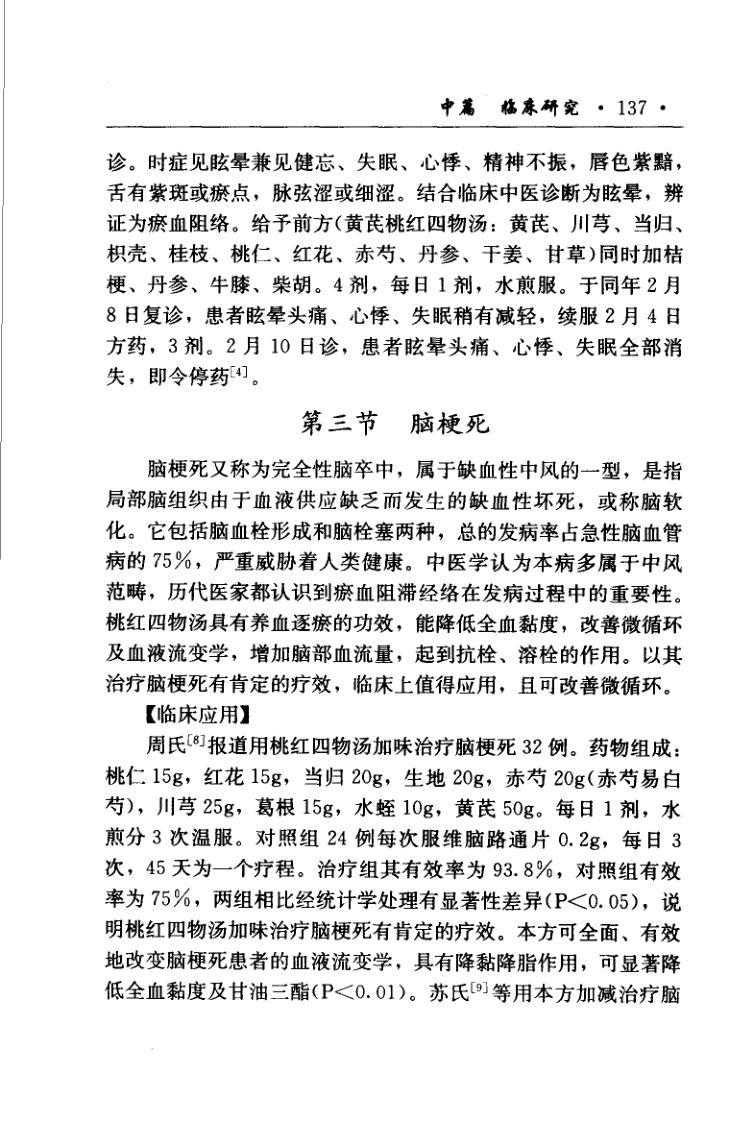 中篇 临床研究 · 137 ·
诊。时症见眩晕兼见健忘、失眠、心悸、精神不振，唇色紫黯，
舌有紫斑或瘀点，脉弦涩或细涩。结合临床中医诊断为眩晕，辨
证为瘀血阻络。给予前方(黄芪桃红四物汤：黄芪、川芎、当归、
枳壳、桂枝、桃仁、红花、赤芍、丹参、干姜、甘草)同时加桔
梗、丹参、牛膝、柴胡。4 剂，每日 1 剂，水煎服。于同年 2 月
8 日复诊，患者眩晕头痛、心悸、失眠稍有减轻，续服 2 月 4 日
方药，3 剂。2 月 10 日诊，患者眩晕头痛、心悸、失眠全部消
失，即令停药[4]。
第三节 脑梗死
脑梗死又称为完全性脑卒中，属于缺血性中风的一型，是指
局部脑组织由于血液供应缺乏而发生的缺血性坏死，或称脑软
化。它包括脑血栓形成和脑栓塞两种，总的发病率占急性脑血管
病的 75%，严重威胁着人类健康。中医学认为本病多属于中风
范畴，历代医家都认识到瘀血阻滞经络在发病过程中的重要性。
桃红四物汤具有养血逐瘀的功效，能降低全血黏度，改善微循环
及血液流变学，增加脑部血流量，起到抗栓、溶栓的作用。以其
治疗脑梗死有肯定的疗效，临床上值得应用，且可改善微循环。
【临床应用】
周氏[8]报道用桃红四物汤加味治疗脑梗死 32 例。药物组成：
桃仁 15g，红花 15g，当归 20g，生地 20g，赤芍 20g(赤芍易白
芍)，川芎 25g，葛根 15g，水蛭 10g，黄芪 50g。每日 1 剂，水
煎分 3 次温服。对照组 24 例每次服维脑路通片 0.2g，每日 3
次，45 天为一个疗程。治疗组其有效率为 93.8%，对照组有效
率为 75%，两组相比经统计学处理有显著性差异(P<0.05)，说
明桃红四物汤加味治疗脑梗死有肯定的疗效。本方可全面、有效
地改变脑梗死患者的血液流变学，具有降黏降脂作用，可显著降
低全血黏度及甘油三酯(P<0.01)。苏氏[9]等用本方加减治疗脑